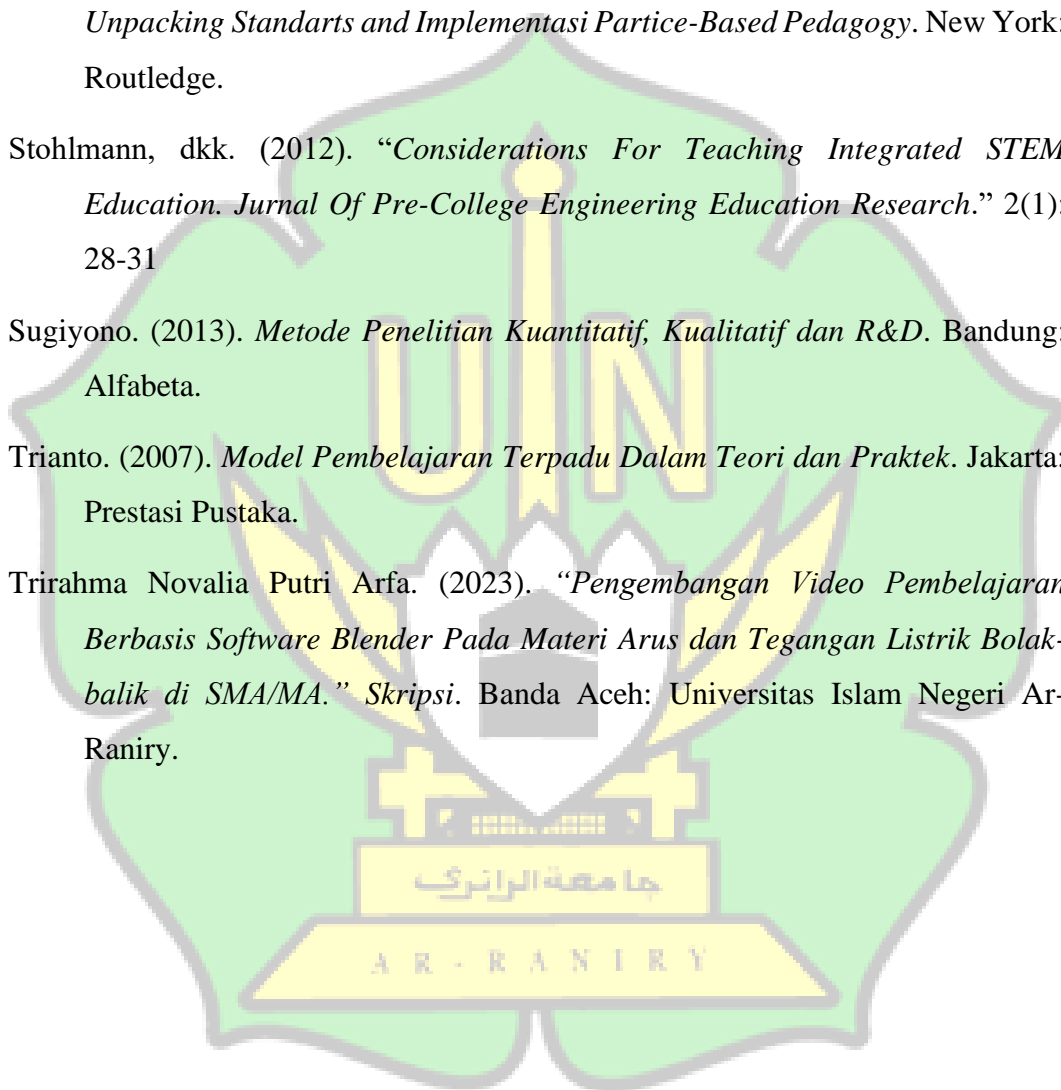 Unpacking Standarts and Implementasi Partice-Based Pedagogy. New York:
Routledge.
Stohlmann, dkk. (2012). “Considerations For Teaching Integrated STEM
Education. Jurnal Of Pre-College Engineering Education Research.” 2(1):
28-31
Sugiyono. (2013). Metode Penelitian Kuantitatif, Kualitatif dan R&D. Bandung:
Alfabeta.
Trianto. (2007). Model Pembelajaran Terpadu Dalam Teori dan Praktek. Jakarta:
Prestasi Pustaka.
Trirahma Novalia Putri Arfa. (2023). “Pengembangan Video Pembelajaran
Berbasis Software Blender Pada Materi Arus dan Tegangan Listrik Bolak-
balik di SMA/MA.” Skripsi. Banda Aceh: Universitas Islam Negeri Ar-
Raniry.
UIN
جامعة الرانري
AR-RANIRY